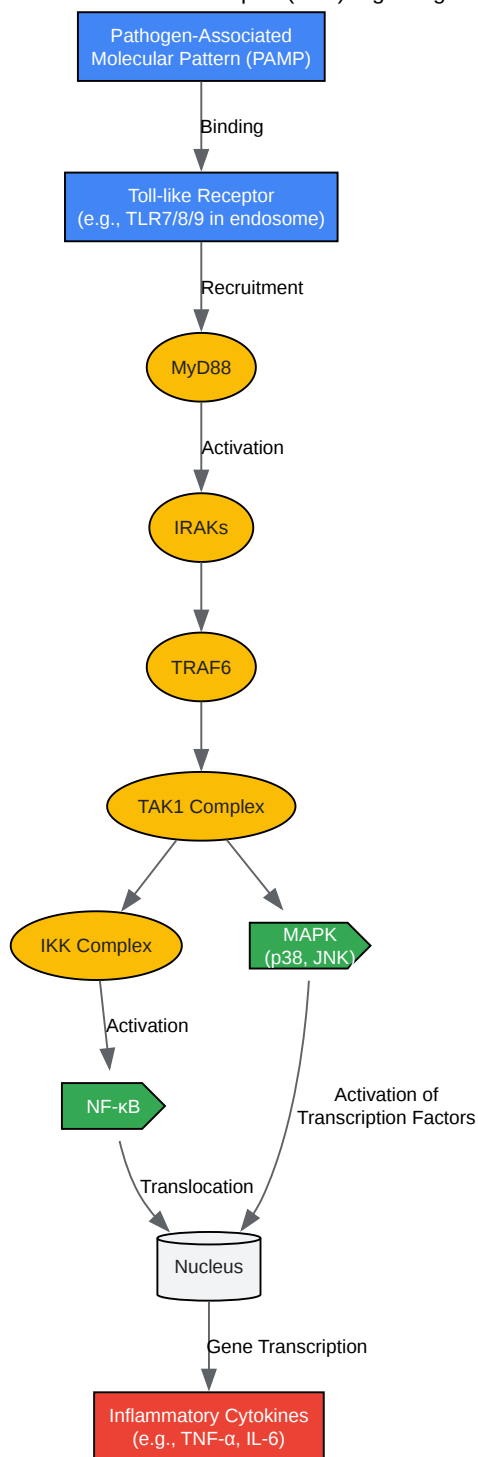 Pathogen-Associated
Molecular Pattern (PAMP)
Binding
Toll-like Receptor
(e.g., TLR7/8/9 in endosome)
Recruitment
MyD88
Activation
IRAKs
TRAF6
TAK1 Complex
IKK Complex
MAPK
(p38, JNK)
Activation
NF-κB
Activation of
Transcription Factors
Translocation
Nucleus
Gene Transcription
Inflammatory Cytokines
(e.g., TNF-α, IL-6)